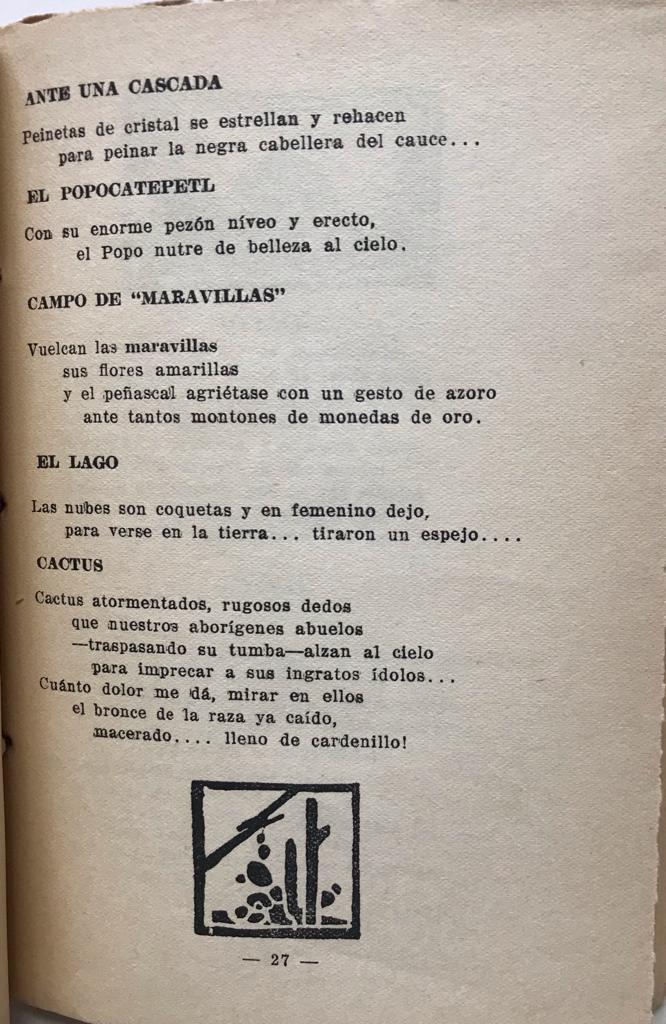 ANTE UNA CASCADA
Peinetas de cristal se estrellan y rehacen
para peinar la negra cabellera del cauce...
EL POPOCATEPETL
Con su enorme pezón níveo y erecto,
el Popo nutre de belleza al cielo.
CAMPO DE “MARAVILLAS”
Vuelcan las maravillas
sus flores amarillas
y el peñascal agriétase con un gesto de azoro
ante tantos montones de monedas de oro.
EL LAGO
Las nubes son coquetas y en femenino dejo,
para verse en la tierra... tiraron un espejo....
CACTUS
Cactus atormentados, rugosos dedos
que nuestros aborígenes abuelos
—traspasando su tumba—alzan al cielo
para imprecar a sus ingratos ídolos...
Cuánto dolor me dá, mirar en ellos
el bronce de la raza ya caído,
macerado.... lleno de cardenillo!
— 27 —